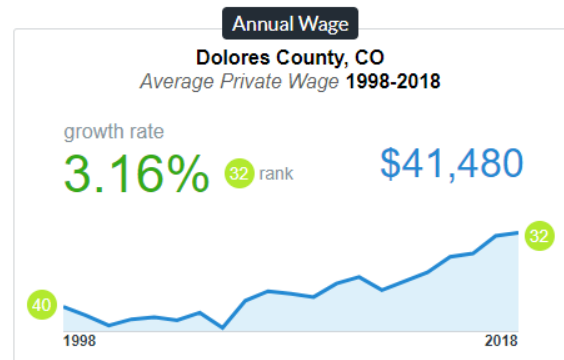 Annual Wage
Dolores County, CO
Average Private Wage 1998-2018
growth rate
3.16% 32 rank
$41,480
32
40
1998 2018